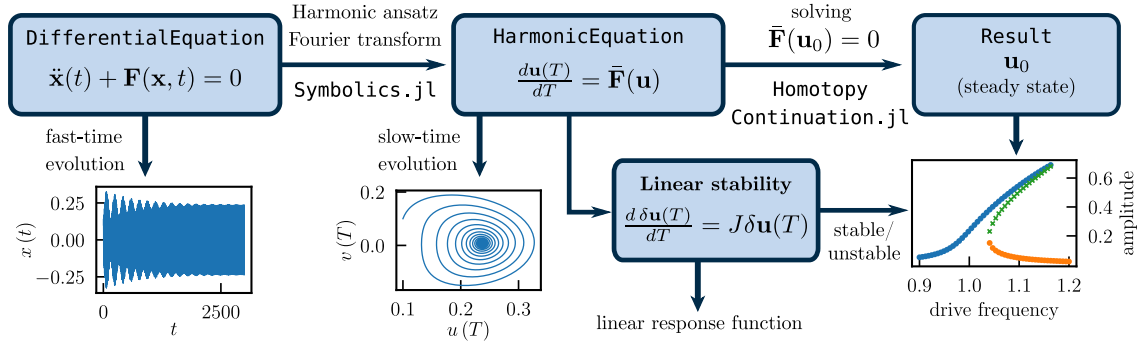 DifferentialEquation
ẍ(t) + F(x, t) = 0
Harmonic ansatz
Fourier transform
Symbolics.jl
HarmonicEquation
du(T)/dT = F̄(u)
solving
F̄(u₀) = 0
Homotopy
Continuation.jl
Result
u₀
(steady state)
fast-time
evolution
slow-time
evolution
Linear stability
d δu(T)/dT = Jδu(T)
stable/
unstable
linear response function
0.25
0.00
−0.25
x (t)
0
2500
t
0.2
0.0
v (T)
0.1
0.2
0.3
u (T)
0.6
0.4
0.2
amplitude
0.9
1.0
1.1
1.2
drive frequency